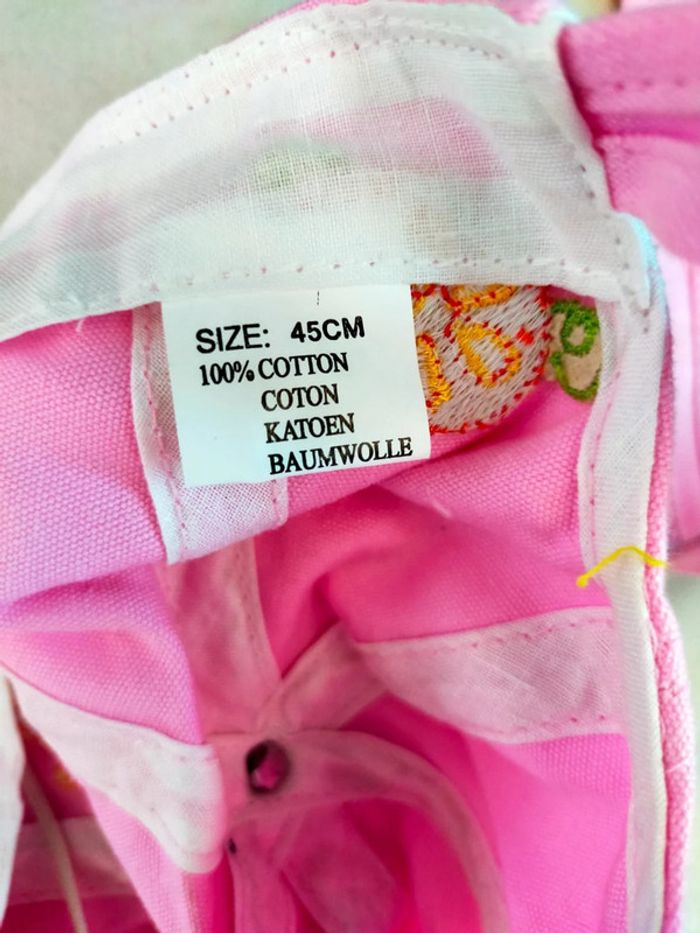 SIZE: 45CM
100% COTTON
COTON
KATOEN
BAUMWOLLE